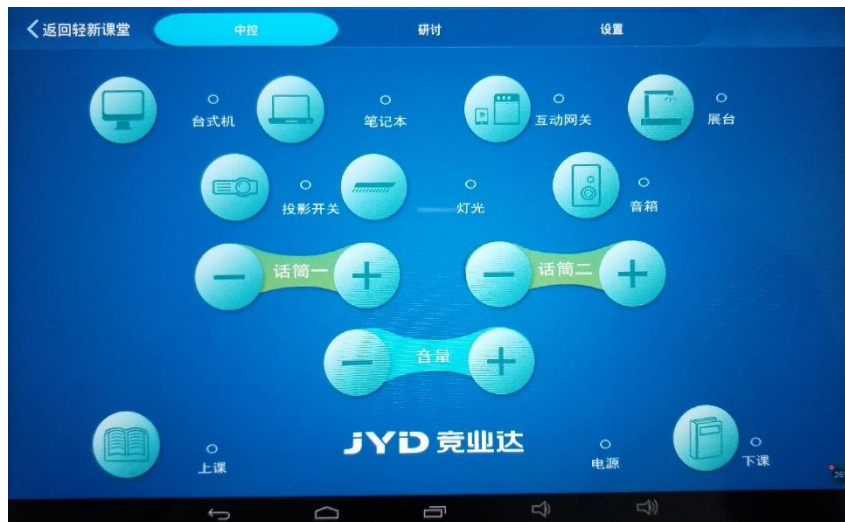 返回轻新课堂 中控 研讨 设置
台式机 笔记本 互动网关 展台
投影开关 灯光 音箱
话筒一 话筒二
音量
JYD 竞业达
上课 电源 下课